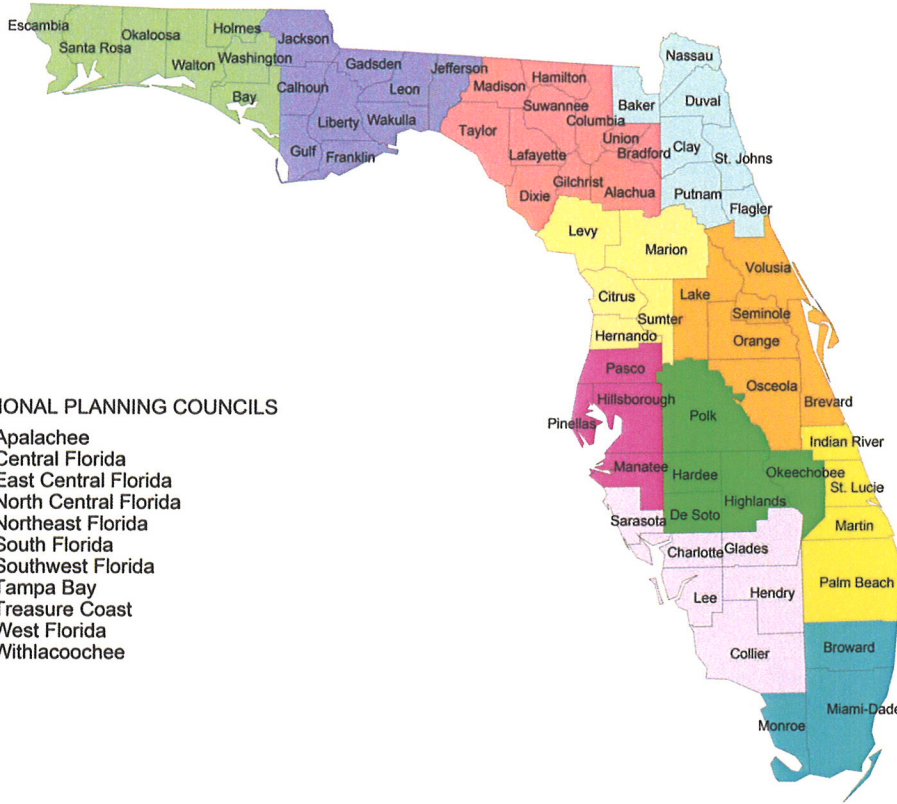 Escambia
Santa Rosa
Okaloosa
Walton
Holmes
Washington
Bay
Jackson
Calhoun
Gulf
Liberty
Franklin
Gadsden
Leon
Wakulla
Jefferson
Madison
Taylor
Hamilton
Suwannee
Columbia
Lafayette
Dixie
Gilchrist
Union
Bradford
Alachua
Baker
Nassau
Duval
Clay
St. Johns
Putnam
Flagler
Levy
Marion
Citrus
Sumter
Hernando
Volusia
Lake
Seminole
Orange
Osceola
Brevard
Pasco
Hillsborough
Pinellas
Manatee
Polk
Hardee
Okeechobee
Highlands
De Soto
Indian River
St. Lucie
Martin
Palm Beach
Sarasota
Charlotte
Glades
Lee
Hendry
Collier
Broward
Miami-Dade
Monroe
IONAL PLANNING COUNCILS
Apalachee
Central Florida
East Central Florida
North Central Florida
Northeast Florida
South Florida
Southwest Florida
Tampa Bay
Treasure Coast
West Florida
Withlacoochee